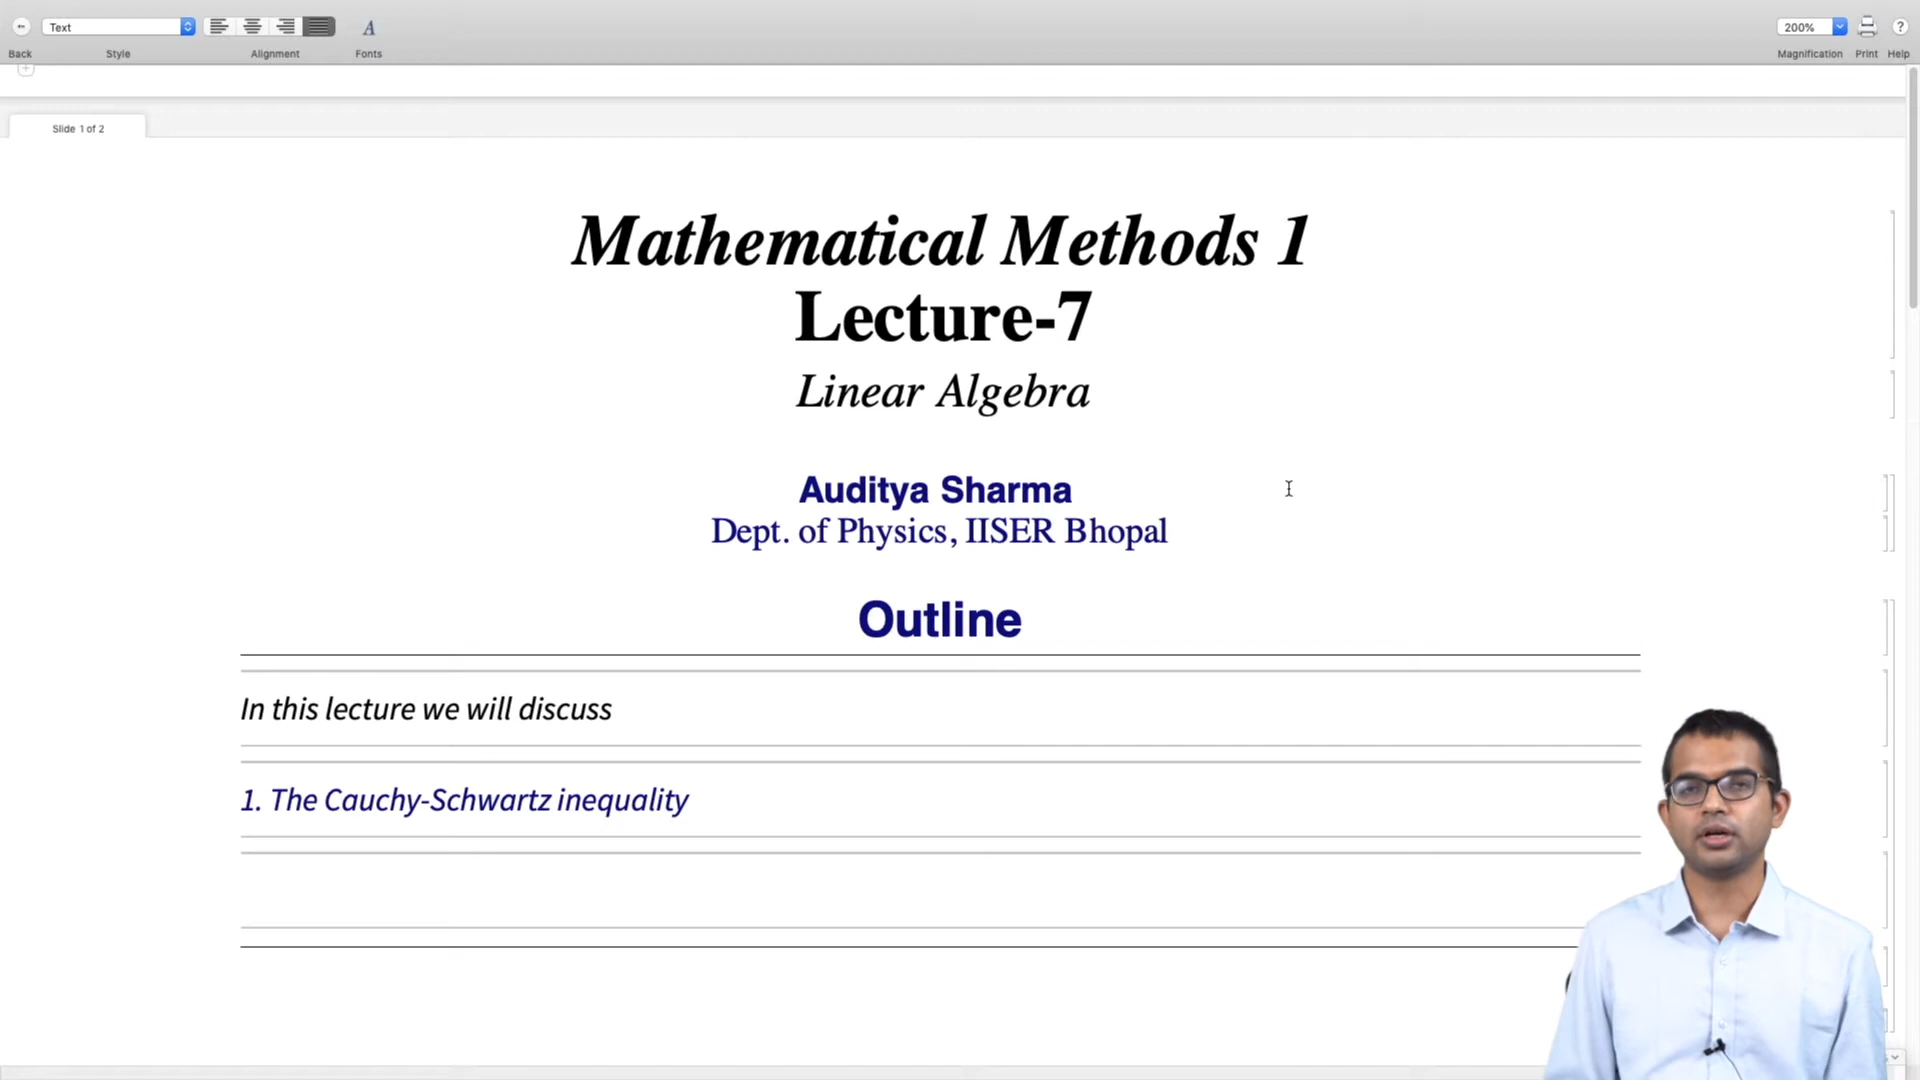 Text
200%
Back
Style
Alignment
Fonts
Magnification
Print
Help
Slide 1 of 2
Mathematical Methods 1
Lecture-7
Linear Algebra
Auditya Sharma
Dept. of Physics, IISER Bhopal
Outline
In this lecture we will discuss
1. The Cauchy-Schwartz inequality